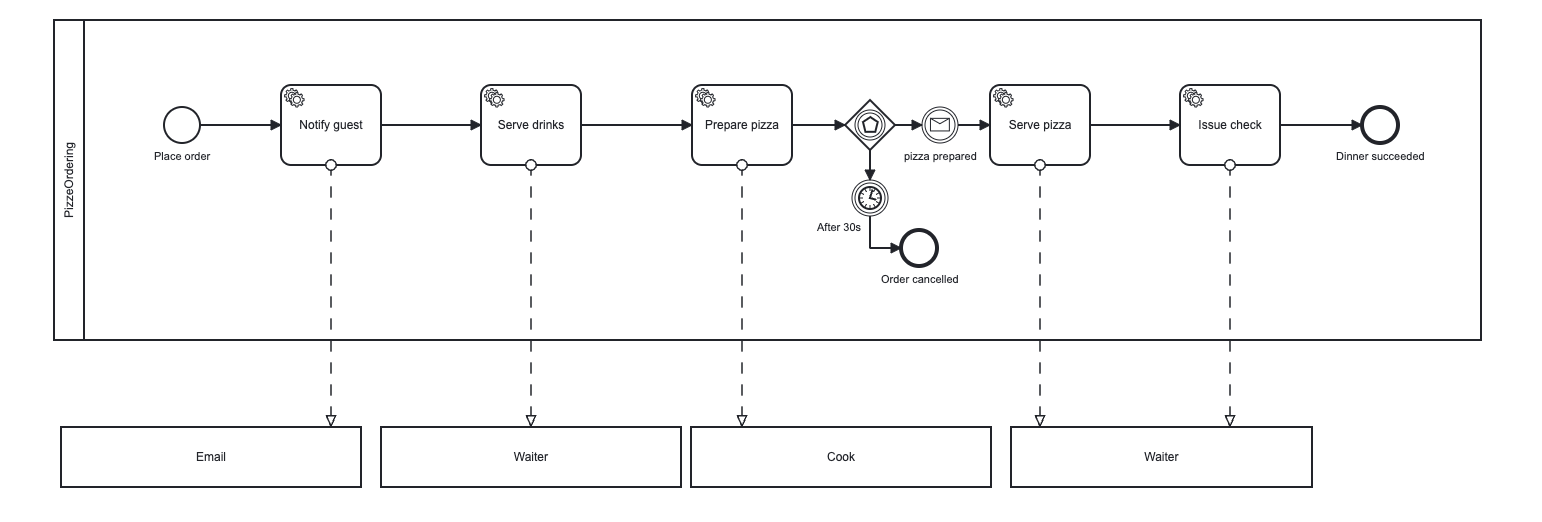 PizzeOrdering
Place order
Notify guest
Serve drinks
Prepare pizza
pizza prepared
After 30s
Order cancelled
Serve pizza
Issue check
Dinner succeeded
Email
Waiter
Cook
Waiter